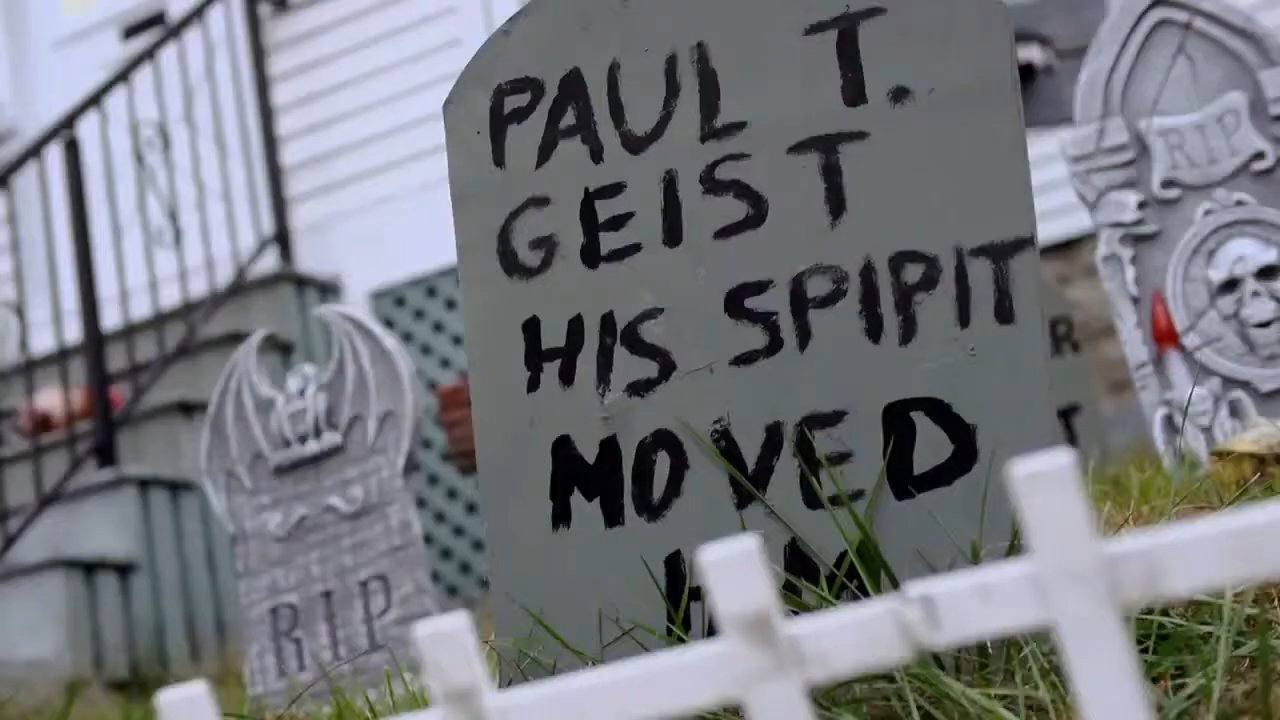 PAUL T.
GEIST
HIS SPIPIT
MOVED
RIP
RIP